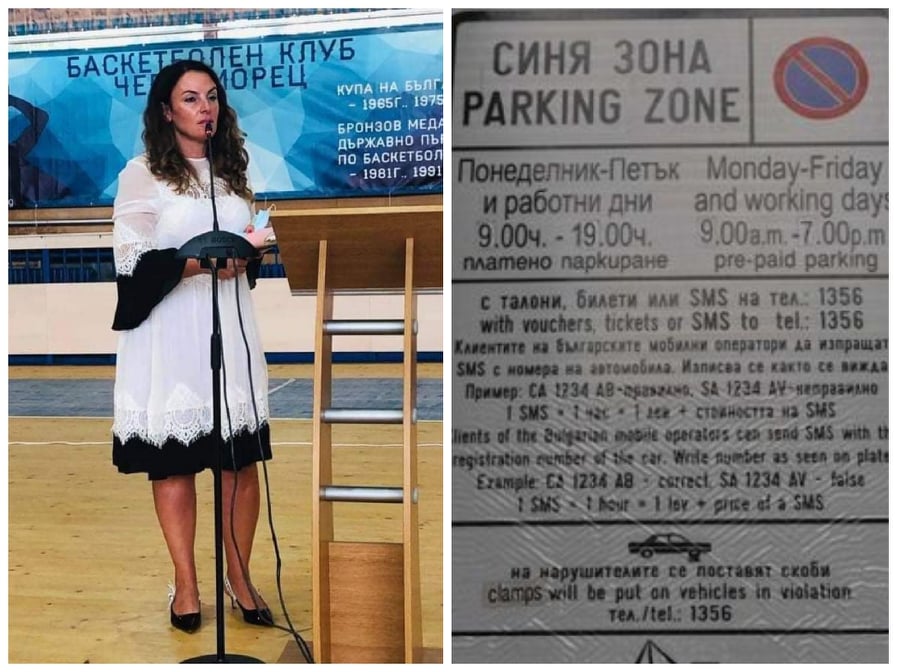 БАСКЕТБОЛЕН КЛУБ
ЧЕ МОРЕЦ
КУПА НА БЪЛГ
- 1965Г., 1975
БРОНЗОВ МЕДА
ДЪРЖАВНО ПЪР
ПО БАСКЕТБОЛ
- 1981Г., 1991
СИНЯ ЗОНА
PARKING ZONE
Понеделник-Петък
и работни дни
9.00ч. - 19.00ч.
платено паркиране
Monday-Friday
and working days
9.00a.m. -7.00p.m
pre-paid parking
с талони, билети или SMS на тел.: 1356
with vouchers, tickets or SMS to tel.: 1356
Клиентите на българските мобилни оператори да изпращат
SMS с номера на автомобила. Изписва се както се вижда
Пример: СА 1234 АВ-правилно, SA 1234 AV-неправилно
1 SMS = 1 час = 1 лев + стойността на SMS
lients of the Bulgarian mobile operators can send SMS with th
registration number of the car. Write number as seen on plate
Example: CA 1234 AB - correct, SA 1234 AV - false
1 SMS = 1 hour = 1 lev + price of a SMS
на нарушителите се поставят скоби
clamps will be put on vehicles in violation
тел./tel.: 1356